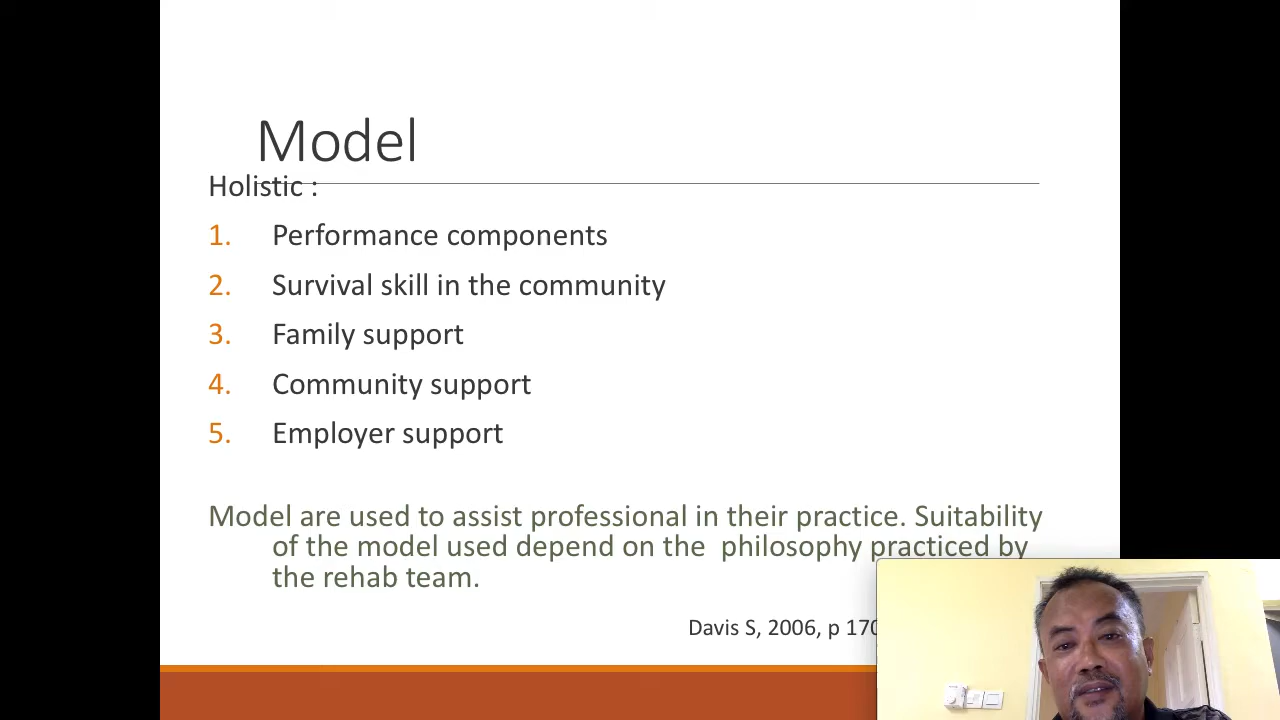 Model
Holistic :
1. Performance components
2. Survival skill in the community
3. Family support
4. Community support
5. Employer support
Model are used to assist professional in their practice. Suitability
of the model used depend on the philosophy practiced by
the rehab team.
Davis S, 2006, p 170